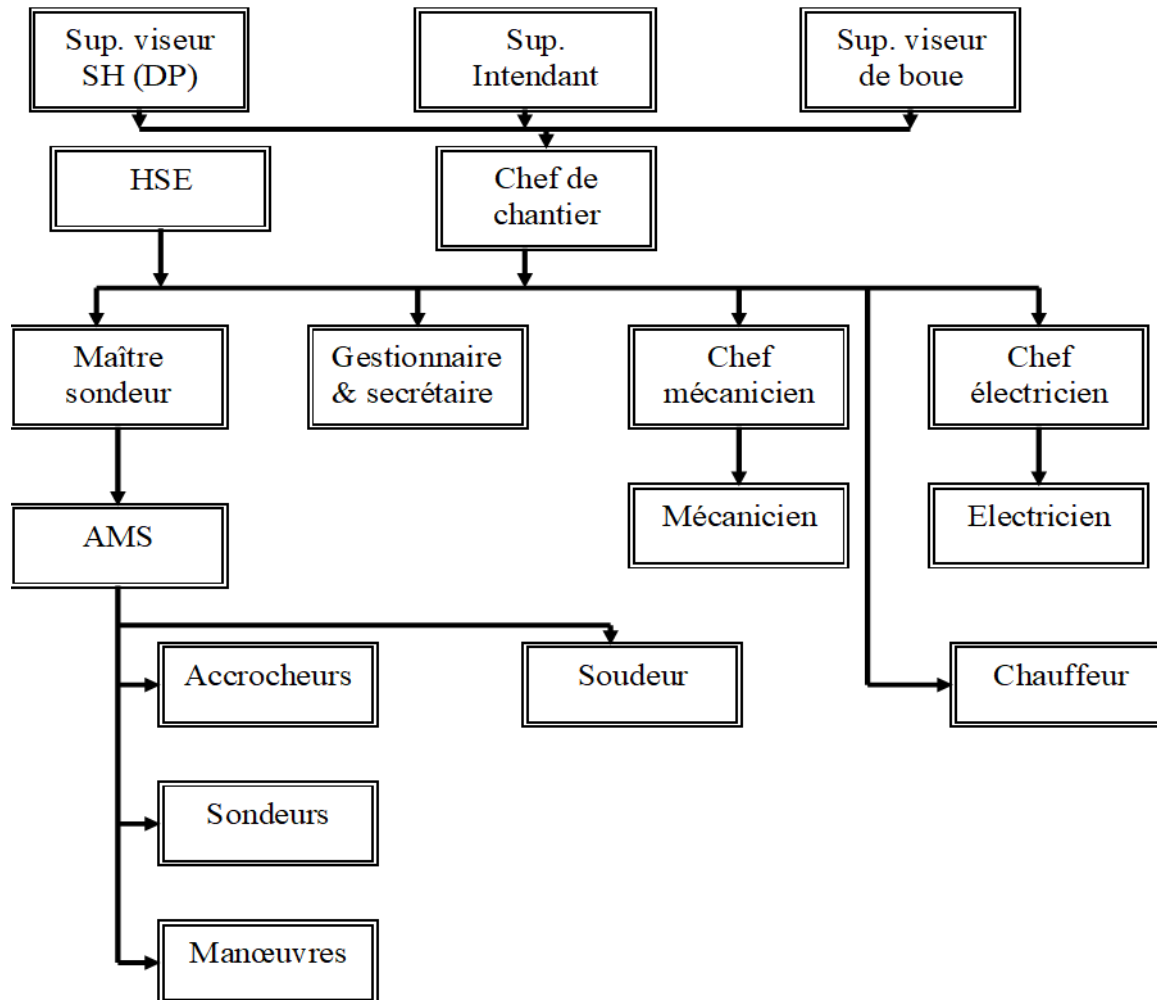 Sup. viseur
SH (DP)
Sup.
Intendant
Sup. viseur
de boue
HSE
Chef de
chantier
Maître
sondeur
Gestionnaire
& secrétaire
Chef
mécanicien
Chef
électricien
AMS
Mécanicien
Electricien
Accrocheurs
Soudeur
Chauffeur
Sondeurs
Manœuvres